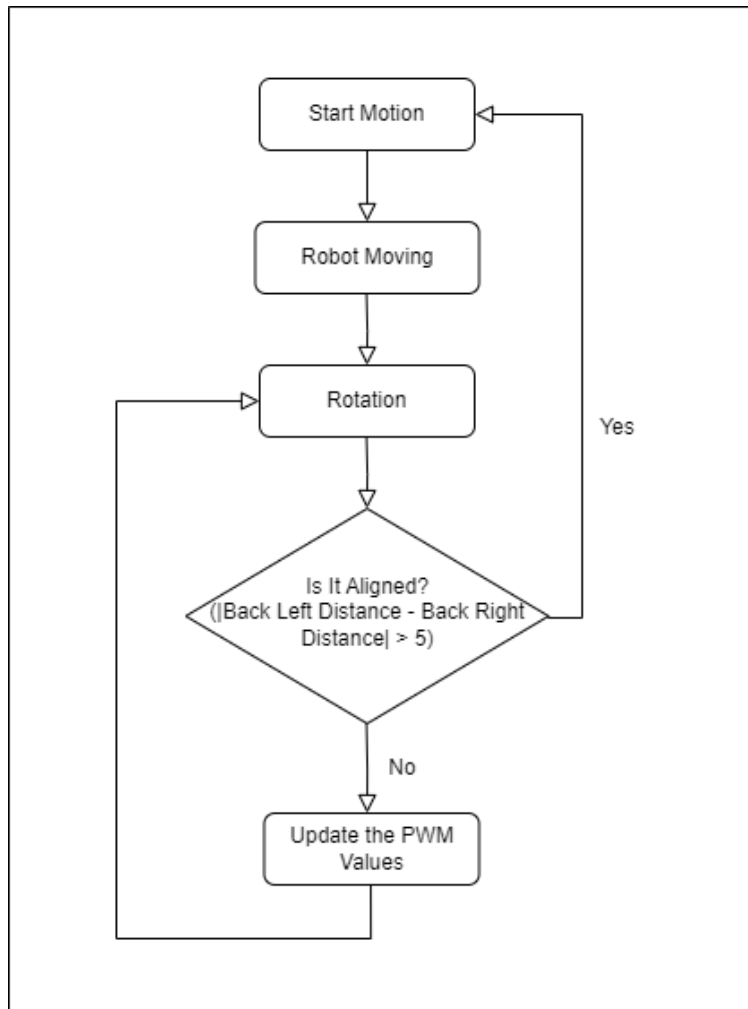 Start Motion
Robot Moving
Rotation
Yes
Is It Aligned?
(|Back Left Distance - Back Right
Distance| > 5)
No
Update the PWM
Values